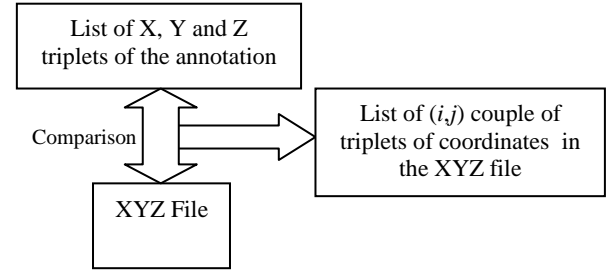 List of X, Y and Z
triplets of the annotation
Comparison
List of (i,j) couple of
triplets of coordinates in
the XYZ file
XYZ File